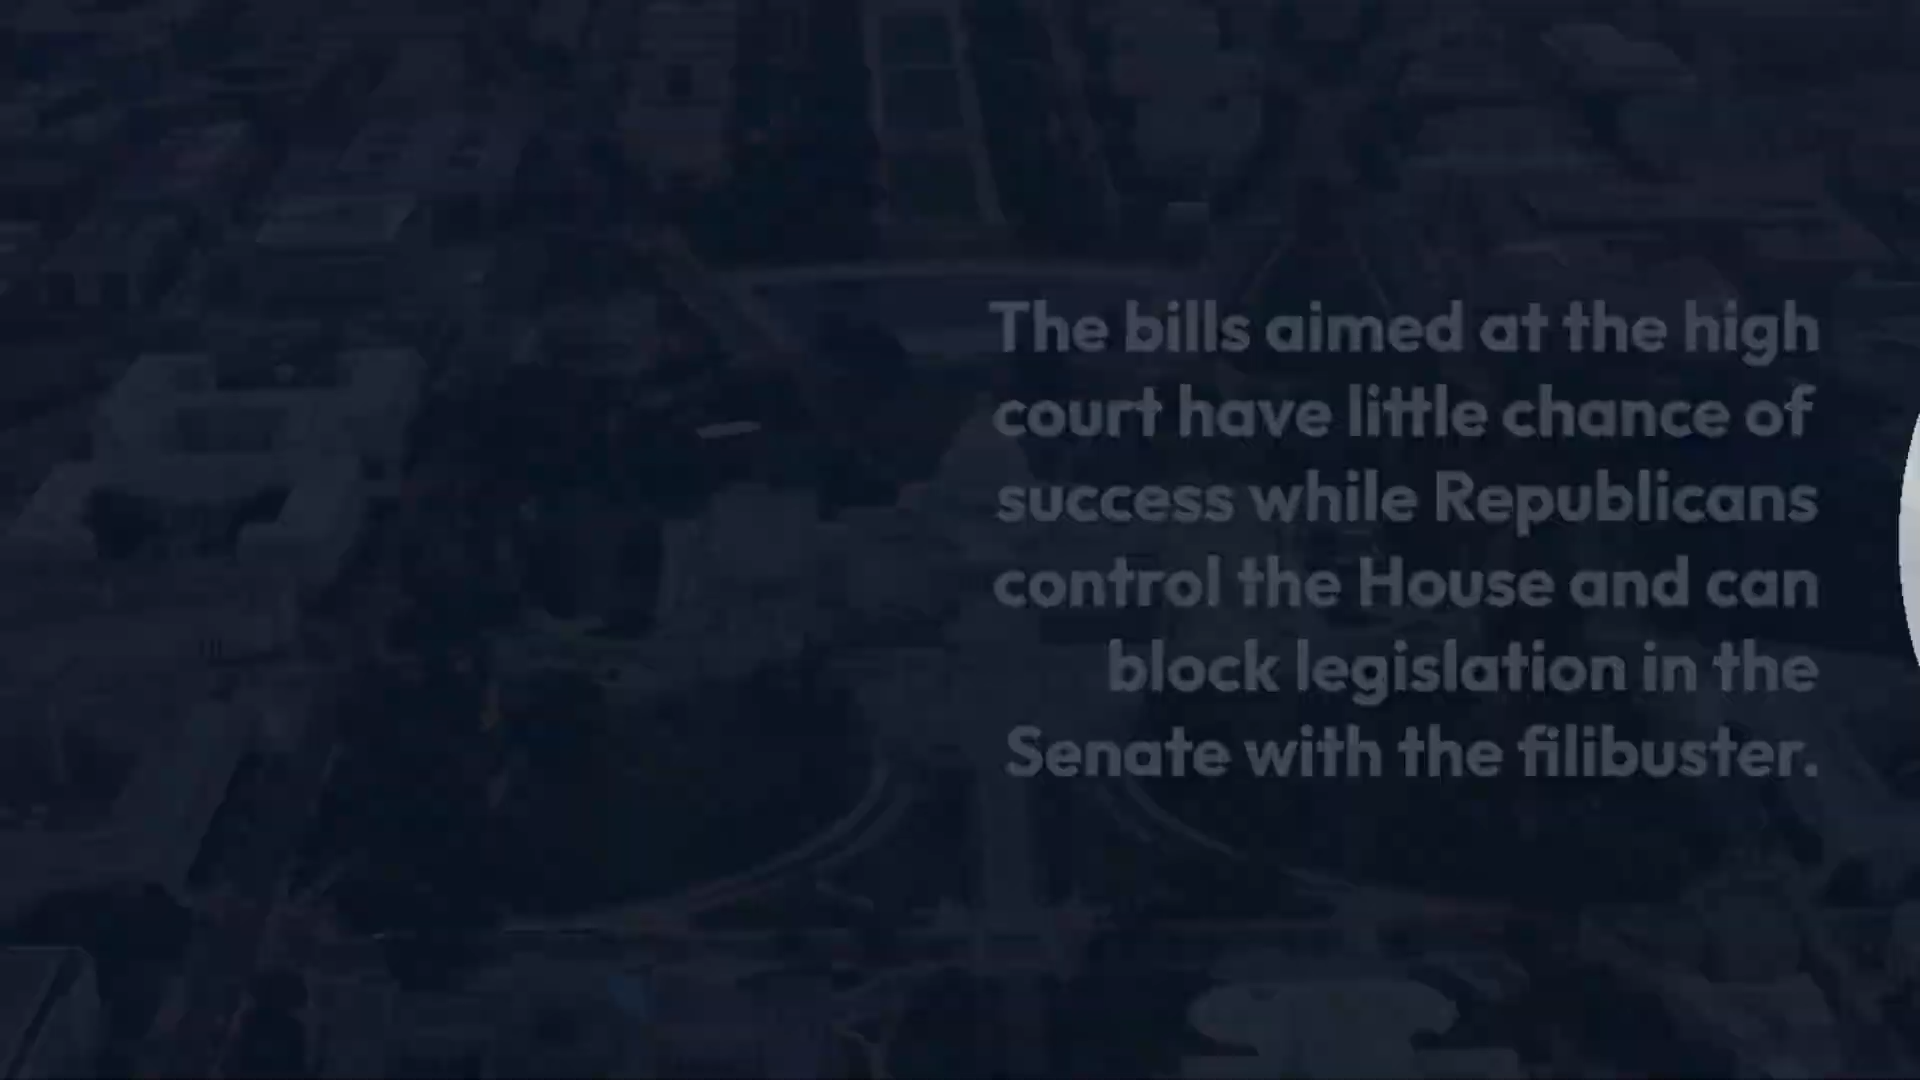 The bills aimed at the high
court have little chance of
success while Republicans
control the House and can
block legislation in the
Senate with the filibuster.